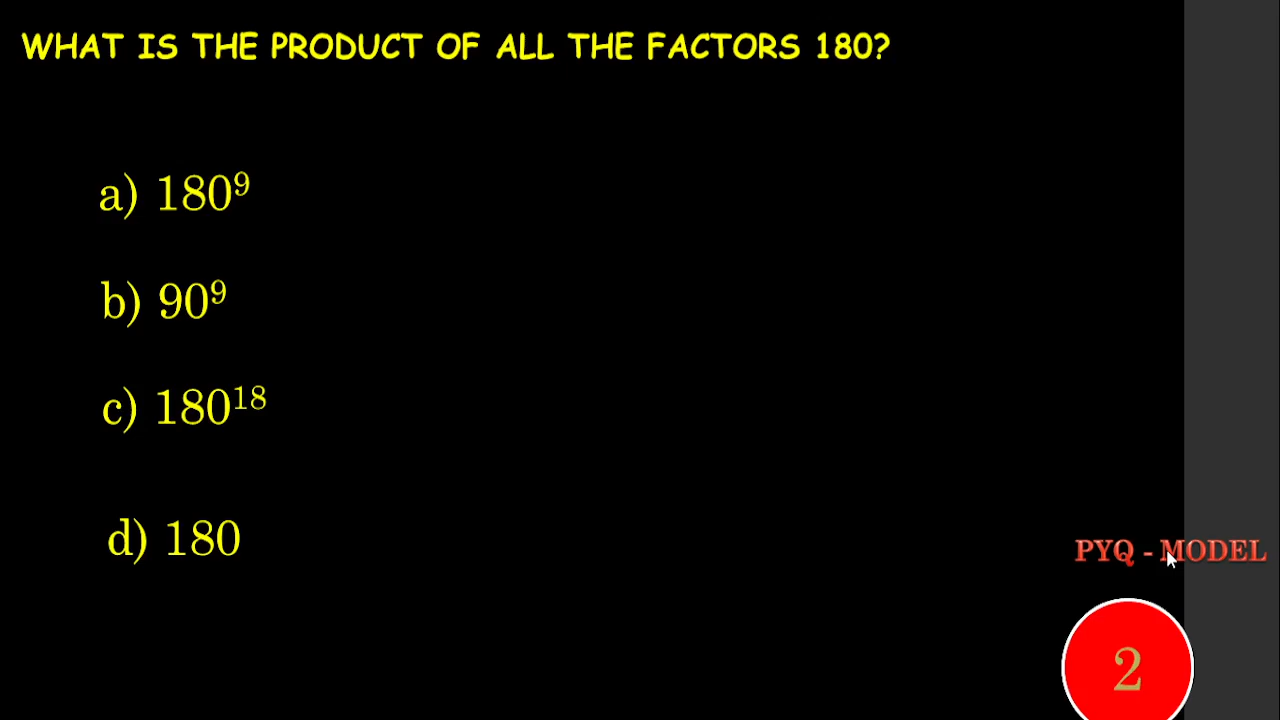 WHAT IS THE PRODUCT OF ALL THE FACTORS 180?
a) 180⁹
b) 90⁹
c) 180¹⁸
d) 180
PYQ - MODEL
2